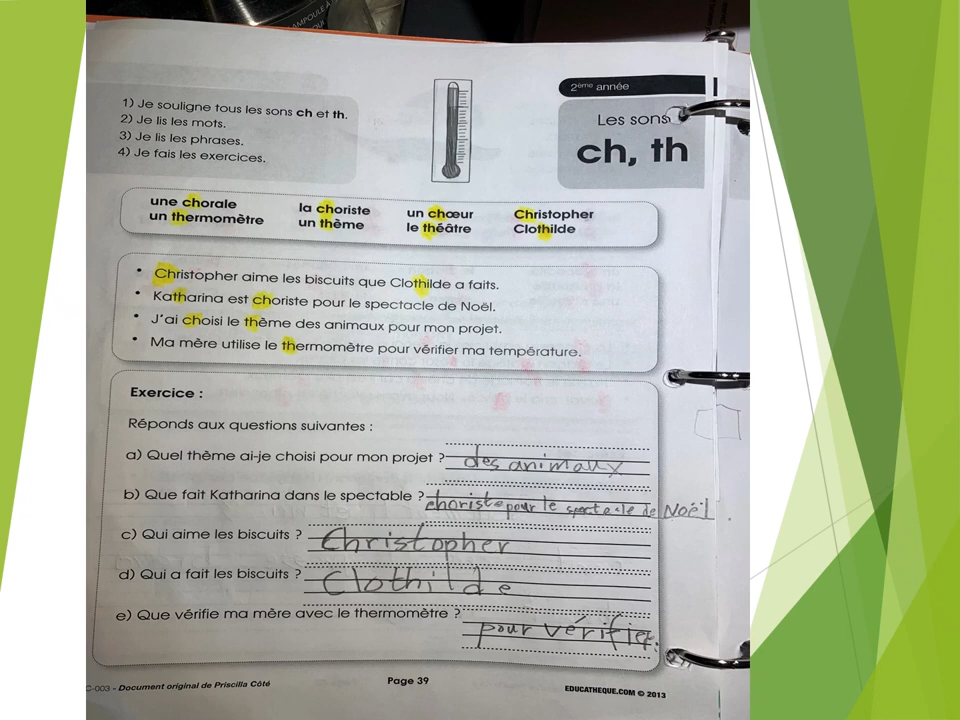 AMPOULE À
2ème année
1) Je souligne tous les sons ch et th.
2) Je lis les mots.
3) Je lis les phrases.
4) Je fais les exercices.
Les sons
ch, th
une chorale la choriste un chœur Christopher
un thermomètre un thème le théâtre Clothilde
• Christopher aime les biscuits que Clothilde a faits.
• Katharina est choriste pour le spectacle de Noël.
• J'ai choisi le thème des animaux pour mon projet.
• Ma mère utilise le thermomètre pour vérifier ma température.
Exercice :
Réponds aux questions suivantes :
a) Quel thème ai-je choisi pour mon projet ? des animaux
b) Que fait Katharina dans le spectable ? choriste pour le spectacle de Noël.
c) Qui aime les biscuits ? Christopher
d) Qui a fait les biscuits ? Clothilde
e) Que vérifie ma mère avec le thermomètre ?
pour vérifier.
C-003 - Document original de Priscilla Côté Page 39 EDUCATHEQUE.COM © 2013